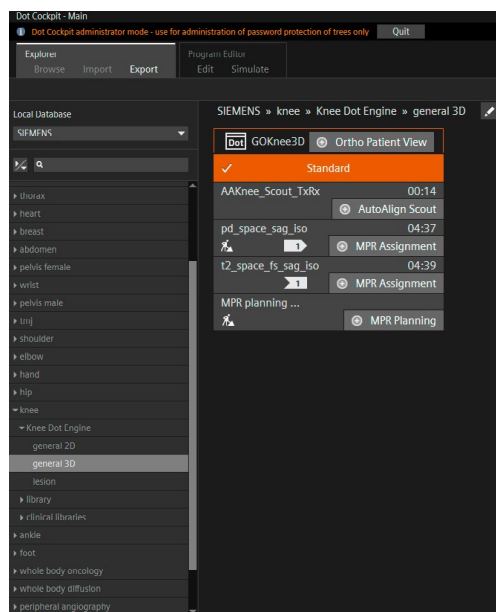 Dot Cockpit - Main
Dot Cockpit administrator mode - use for administration of password protection of trees only Quit
Explorer
Browse Import Export
Program Editor
Edit Simulate
Local Database
SIEMENS
thorax
heart
breast
abdomen
pelvis female
wrist
pelvis male
tmj
shoulder
elbow
hand
hip
knee
Knee Dot Engine
general 2D
general 3D
lesion
library
clinical libraries
ankle
foot
whole body oncology
whole body diffusion
peripheral angiography
SIEMENS » knee » Knee Dot Engine » general 3D
Dot GOKnee3D Ortho Patient View
Standard
AAKnee_Scout_TxRx 00:14
AutoAlign Scout
pd_space_sag_iso 04:37
1 MPR Assignment
t2_space_fs_sag_iso 04:39
1 MPR Assignment
MPR planning ...
MPR Planning